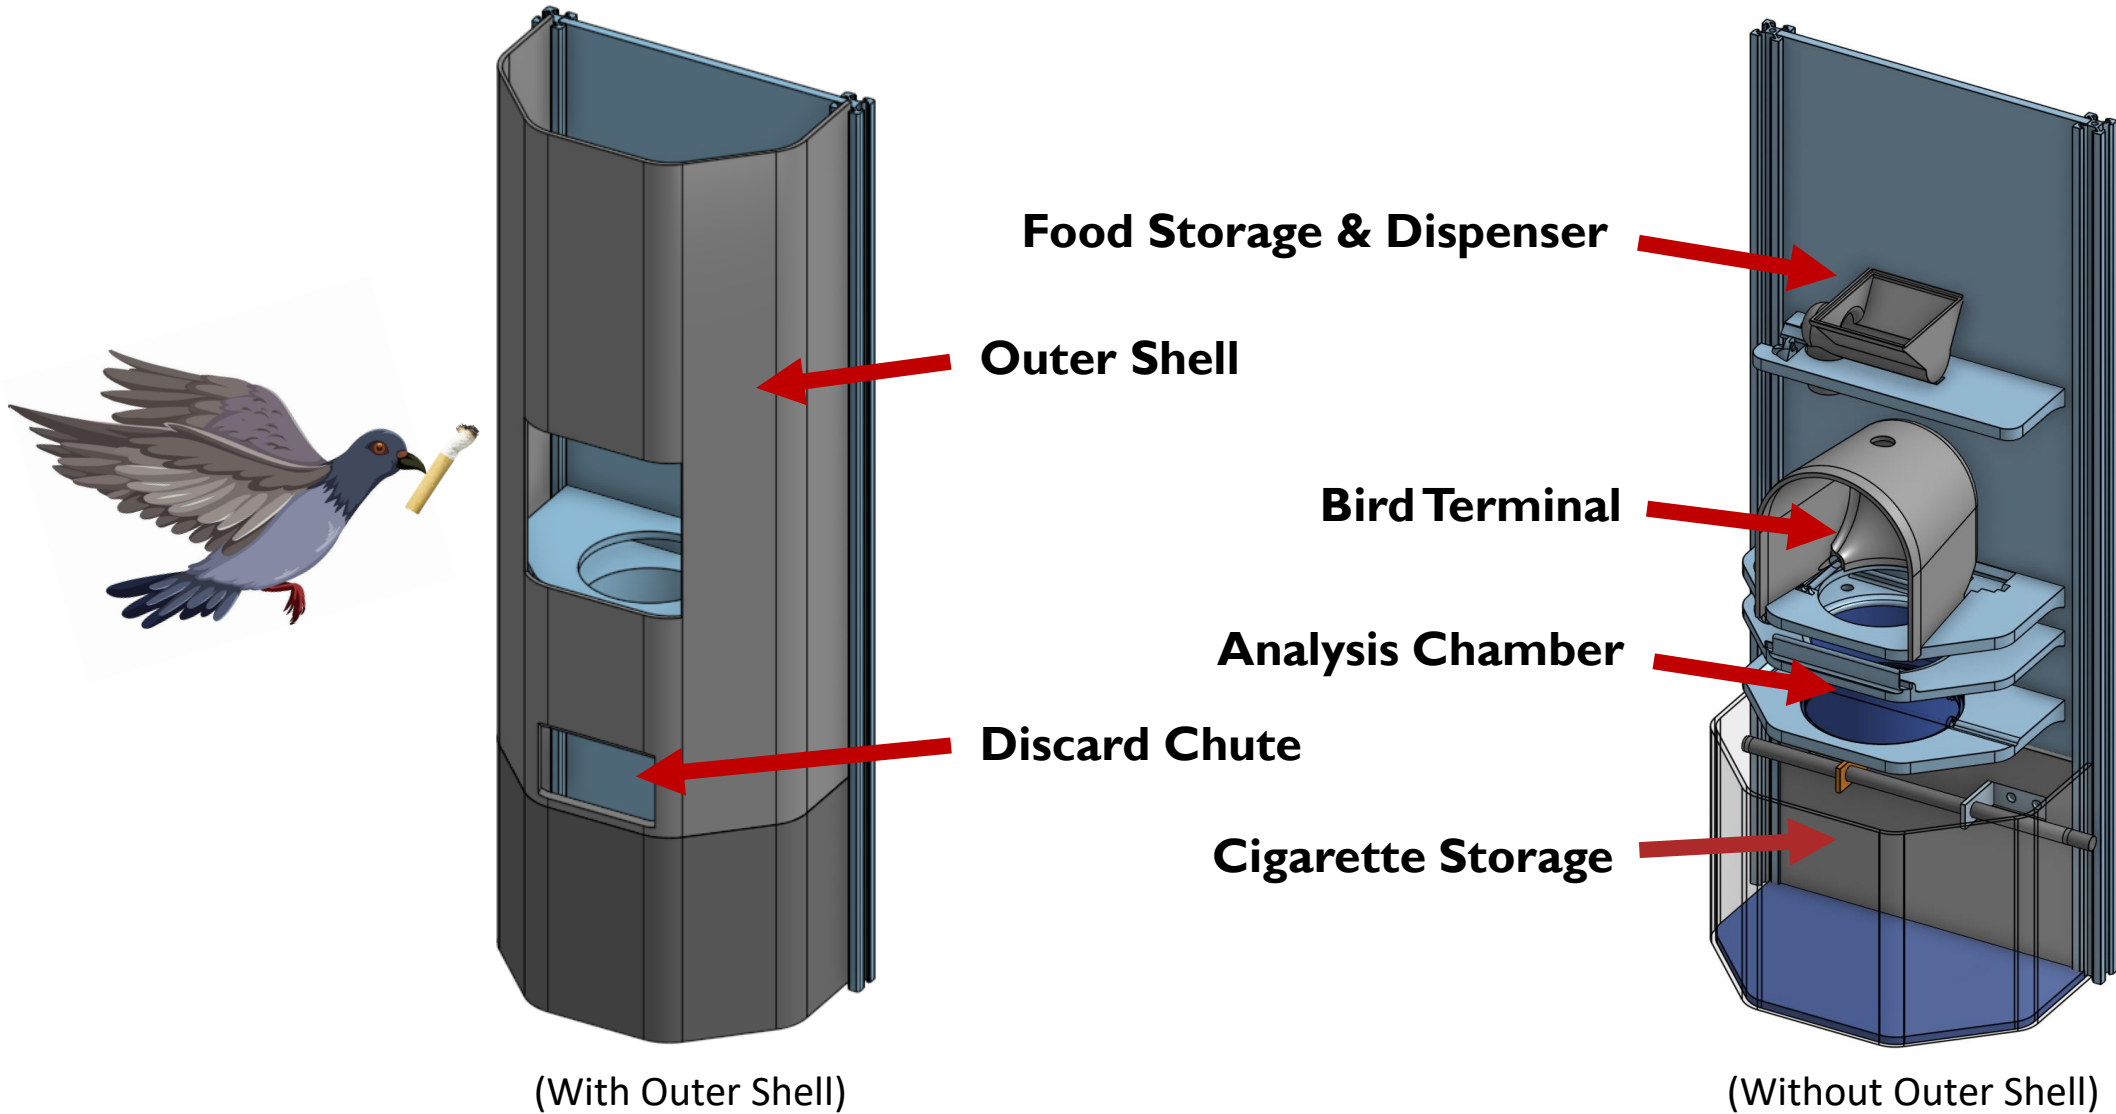 Food Storage & Dispenser
Outer Shell
Bird Terminal
Analysis Chamber
Discard Chute
Cigarette Storage
(With Outer Shell)
(Without Outer Shell)